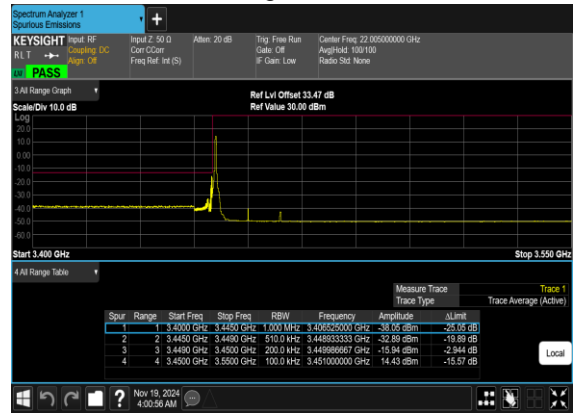 Spectrum Analyzer 1
Spurious Emissions
+
KEYSIGHT Input: RF Input Z: 50 Ω Atten: 20 dB Trig: Free Run Center Freq: 22.005000000 GHz
RLT Coupling: DC Corr CCorr Gate: Off Avg|Hold: 100/100
Align: Off Freq Ref: Int (S) IF Gain: Low Radio Std: None
PASS
3 All Range Graph
Ref Lvl Offset 33.47 dB
Scale/Div 10.0 dB Ref Value 30.00 dBm
Log
20.0
10.0
0.00
-10.0
-20.0
-30.0
-40.0
-50.0
-60.0
Start 3.400 GHz Stop 3.550 GHz
4 All Range Table
Measure Trace Trace 1
Trace Type Trace Average (Active)
Spur Range Start Freq Stop Freq RBW Frequency Amplitude ΔLimit
1 1 3.4000 GHz 3.4450 GHz 1.000 MHz 3.406525000 GHz -38.05 dBm -25.05 dB
2 2 3.4450 GHz 3.4490 GHz 510.0 kHz 3.448933333 GHz -32.89 dBm -19.89 dB
3 3 3.4490 GHz 3.4500 GHz 200.0 kHz 3.449986667 GHz -15.94 dBm -2.944 dB
4 4 3.4500 GHz 3.5500 GHz 100.0 kHz 3.451000000 GHz 14.43 dBm -15.57 dB
Local
? Nov 19, 2024
4:00:56 AM